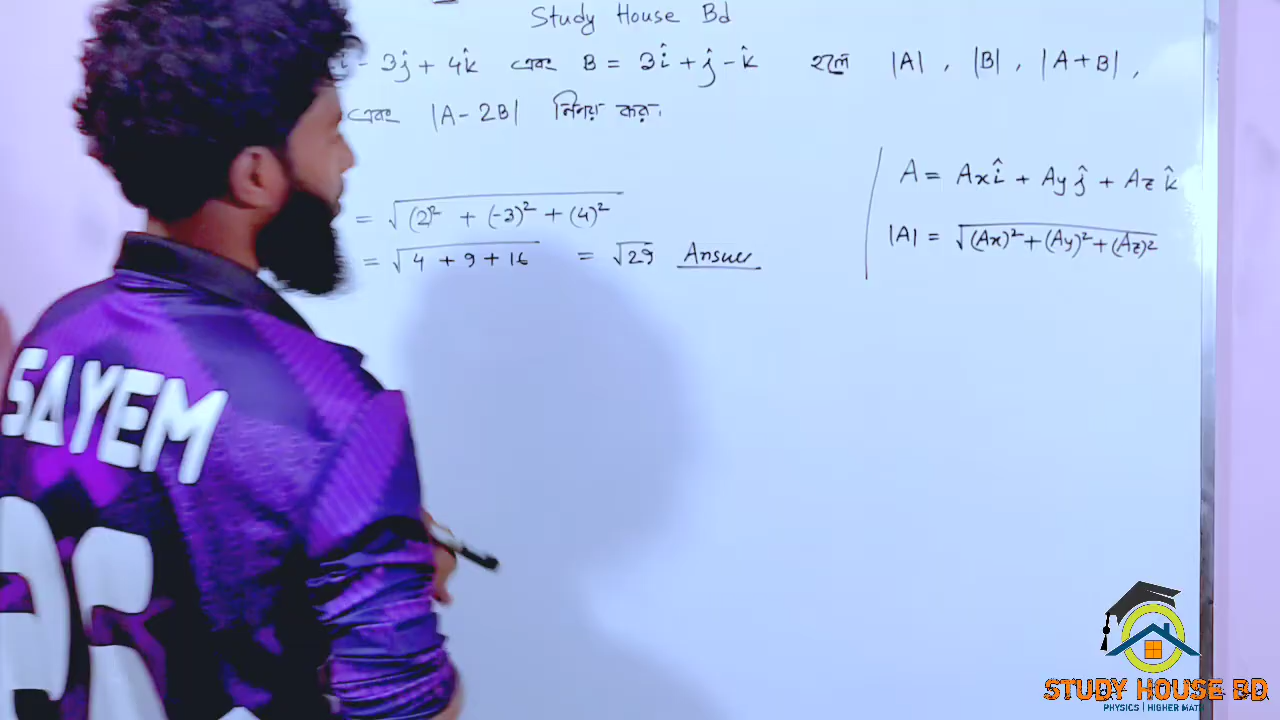 Study House Bd
- 3ĵ + 4k̂ এবং B = 3î + ĵ - k̂ হলে |A| , |B| , |A + B| ,
এবং |A - 2B| নির্ণয় কর।
A = Axî + Ayĵ + Azk̂
= √(2)² + (-3)² + (4)²
|A| = √(Ax)² + (Ay)² + (Az)²
= √4 + 9 + 16 = √29 Answer
SAYEM
STUDY HOUSE BD
PHYSICS | HIGHER MATH